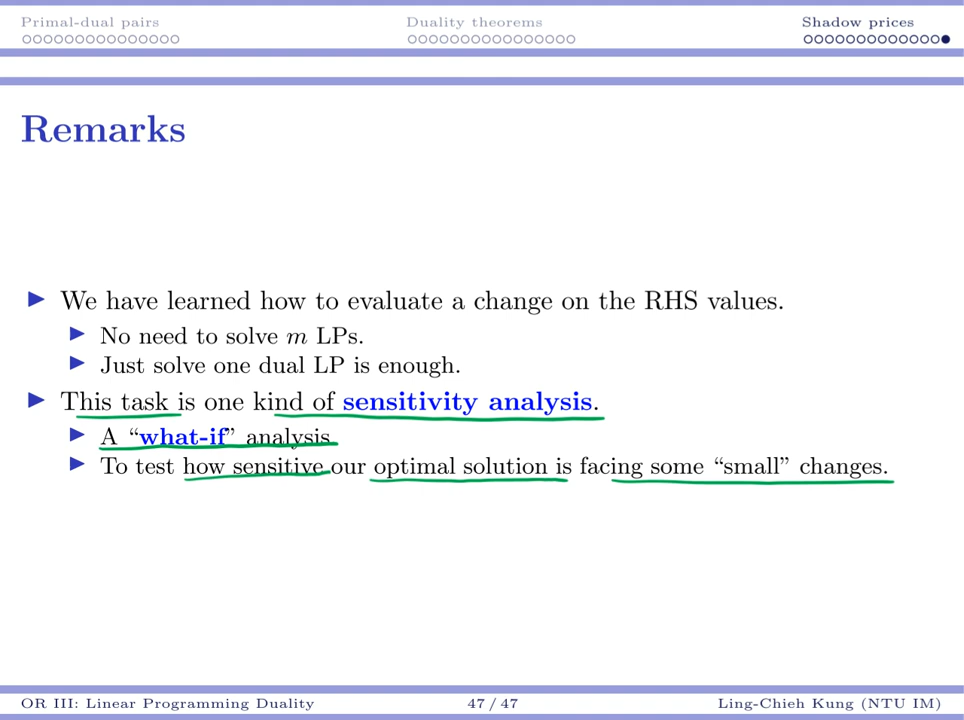 Primal-dual pairs Duality theorems Shadow prices
Remarks
We have learned how to evaluate a change on the RHS values.
No need to solve m LPs.
Just solve one dual LP is enough.
This task is one kind of sensitivity analysis.
A “what-if” analysis.
To test how sensitive our optimal solution is facing some “small” changes.
OR III: Linear Programming Duality 47 / 47 Ling-Chieh Kung (NTU IM)